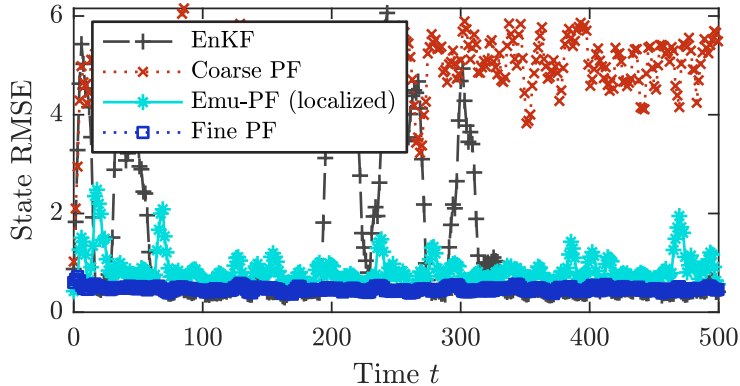 6
4
2
0
State RMSE
EnKF
Coarse PF
Emu-PF (localized)
Fine PF
0 100 200 300 400 500
Time t